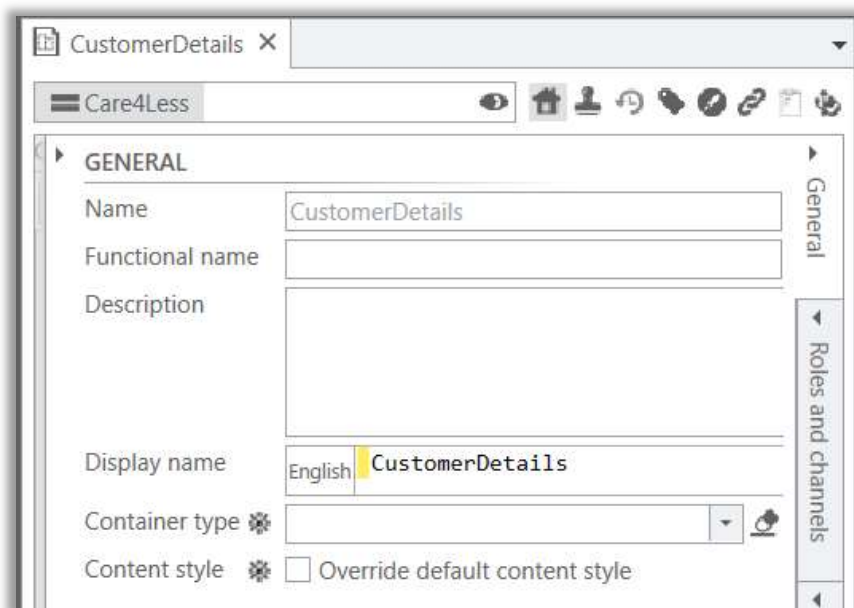 CustomerDetails
Care4Less
GENERAL
General
Name
CustomerDetails
Functional name
Description
Roles and channels
Display name
English
CustomerDetails
Container type
Content style
Override default content style